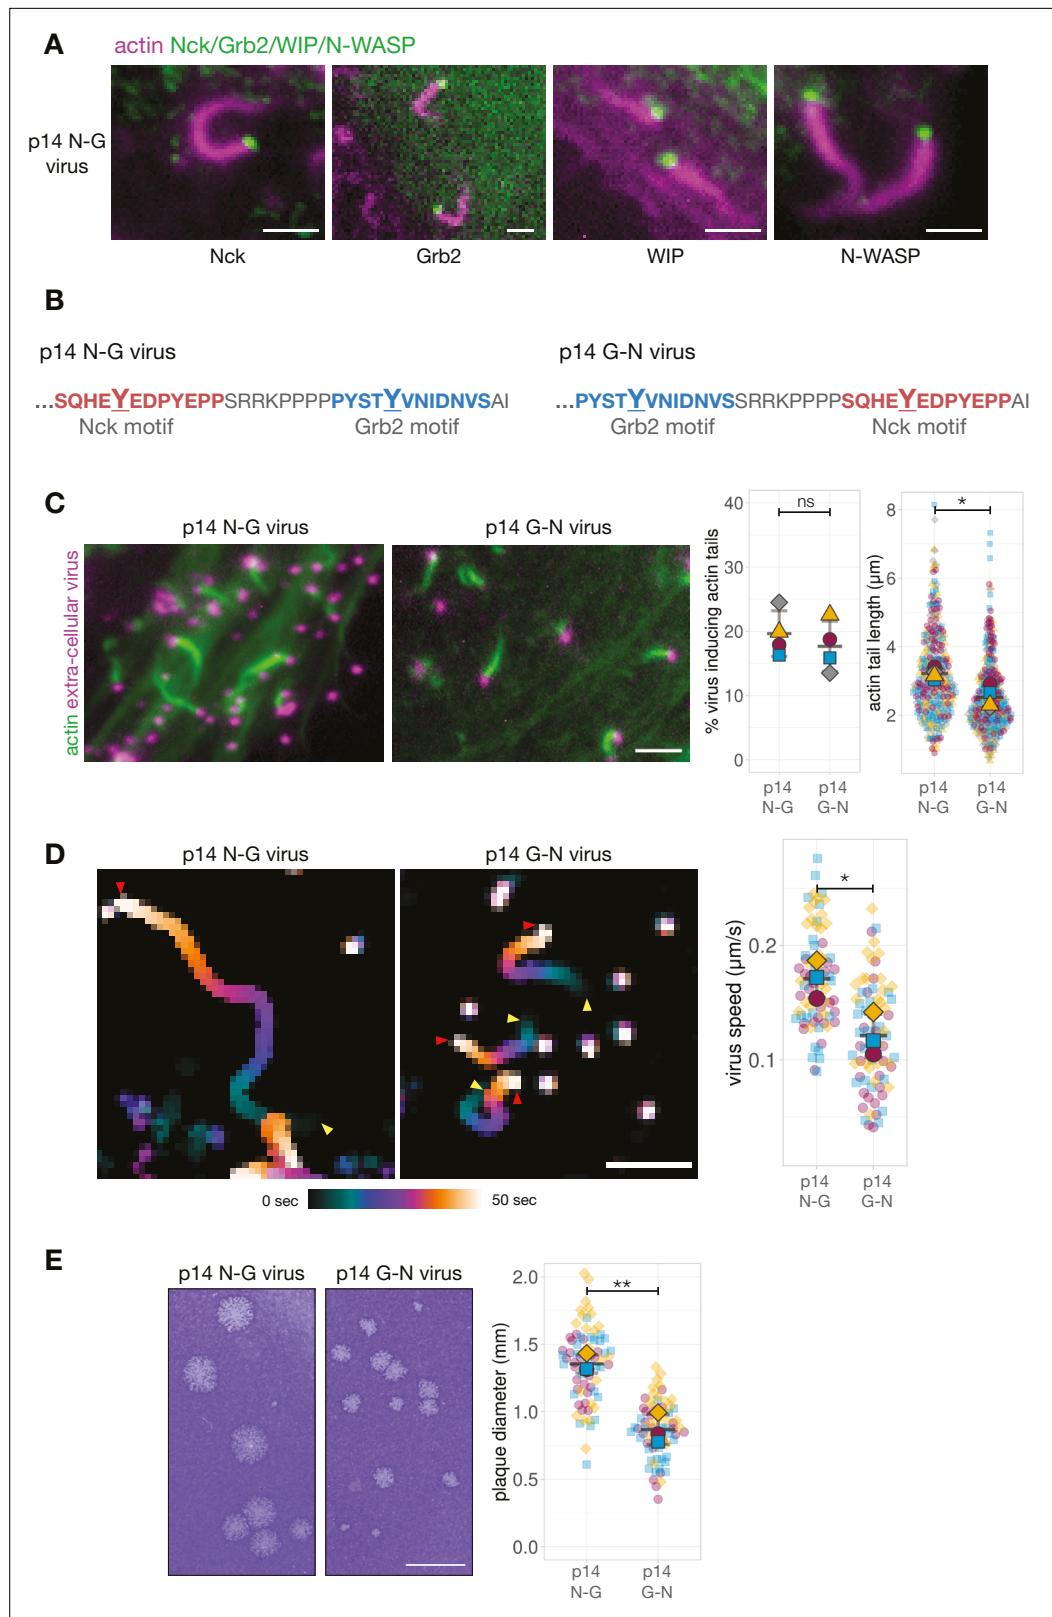 A
actin Nck/Grb2/WIP/N-WASP
p14 N-G
virus
Nck
Grb2
WIP
N-WASP
B
p14 N-G virus
p14 G-N virus
...SQHEYEDPYEPPSRRKPPPPPYSTYVNIDNVSAI
...PYSTYVNIDNVSSRRKPPPPSQHEYEDPYEPPAI
Nck motif
Grb2 motif
Grb2 motif
Nck motif
C
p14 N-G virus
p14 G-N virus
actin extra-cellular virus
% virus inducing actin tails
40
30
20
10
0
ns
p14
N-G
p14
G-N
actin tail length (µm)
8
6
4
2
*
p14
N-G
p14
G-N
D
p14 N-G virus
p14 G-N virus
0 sec
50 sec
virus speed (µm/s)
0.2
0.1
*
p14
N-G
p14
G-N
E
p14 N-G virus
p14 G-N virus
plaque diameter (mm)
2.0
1.5
1.0
0.5
0.0
**
p14
N-G
p14
G-N